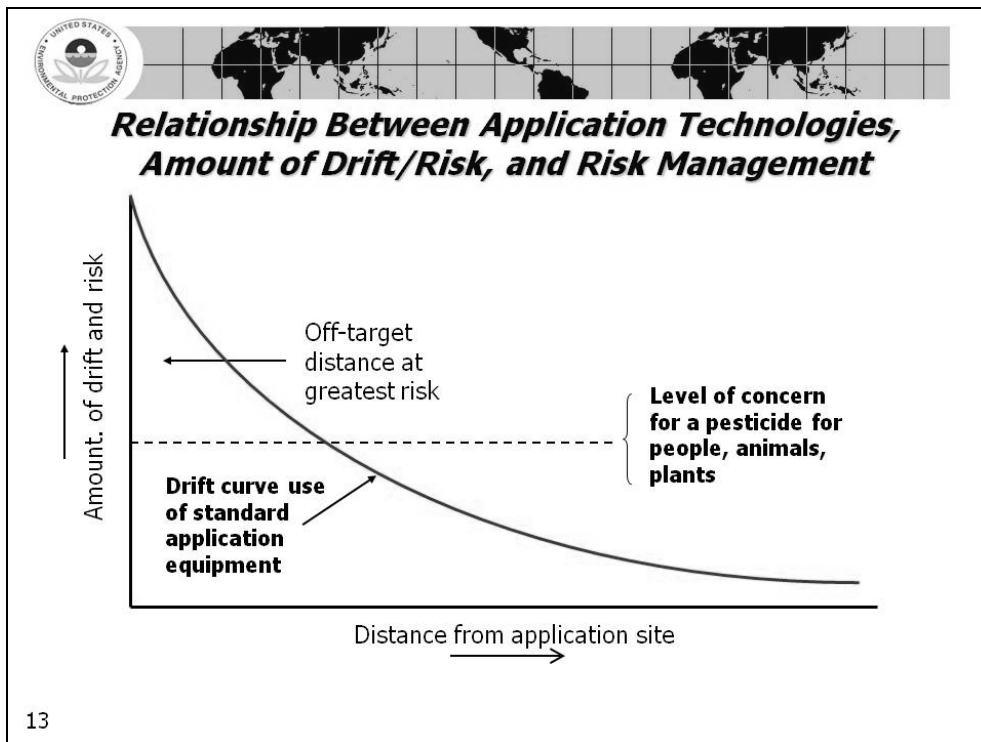 UNITED STATES
ENVIRONMENTAL PROTECTION AGENCY
Relationship Between Application Technologies,
Amount of Drift/Risk, and Risk Management
Amount. of drift and risk
Off-target
distance at
greatest risk
Level of concern
for a pesticide for
people, animals,
plants
Drift curve use
of standard
application
equipment
Distance from application site
13